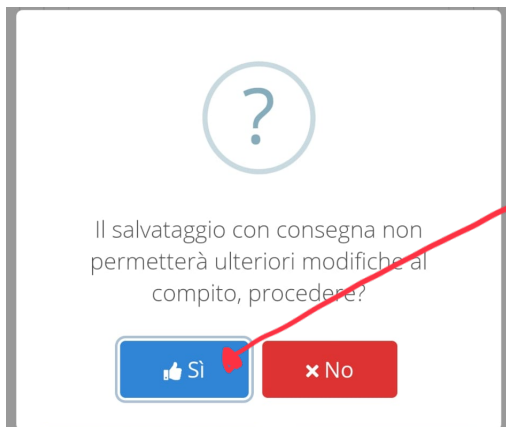 ?
Il salvataggio con consegna non
permetterà ulteriori modifiche al
compito, procedere?
Sì
× No